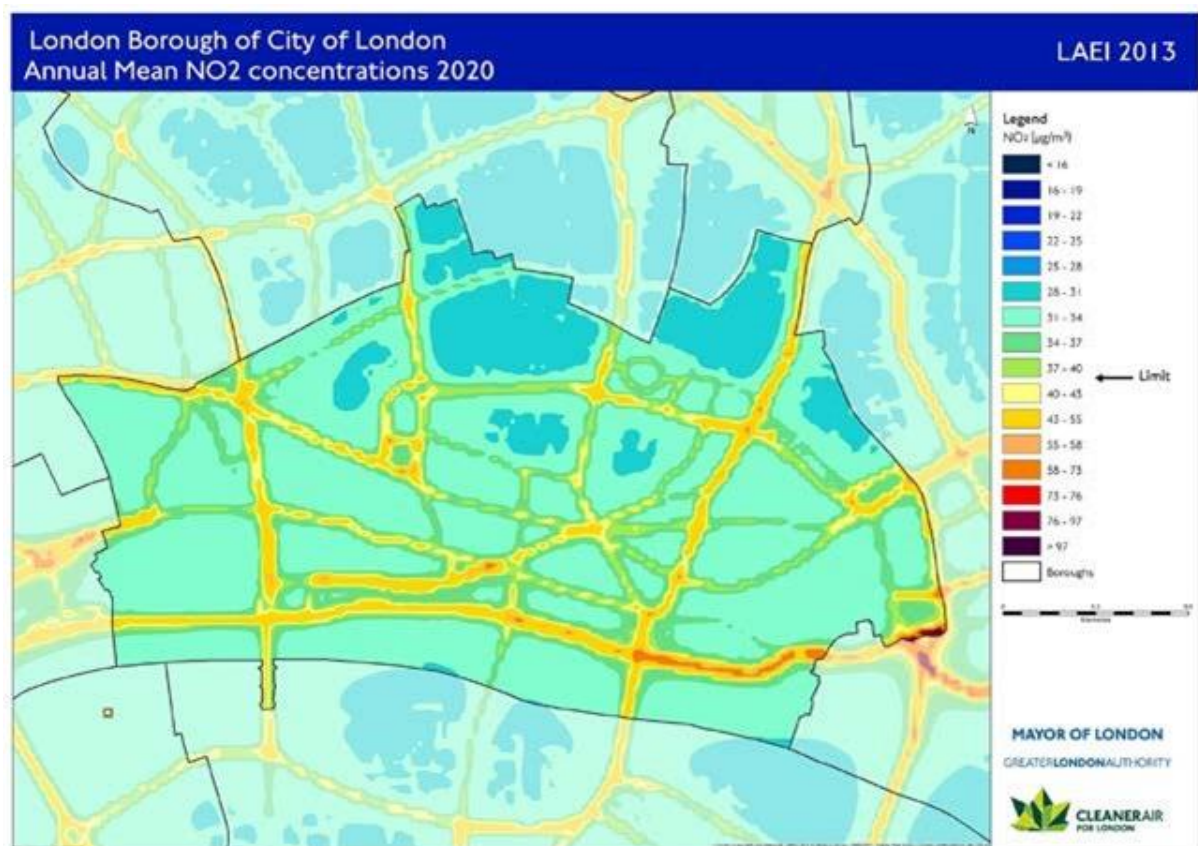 London Borough of City of London
Annual Mean NO2 concentrations 2020
LAEI 2013
N
Legend
NO2 (µg/m³)
< 16
16 - 19
19 - 22
22 - 25
25 - 28
28 - 31
31 - 34
34 - 37
37 - 40
Limit
40 - 43
43 - 55
55 - 58
58 - 73
73 - 76
76 - 97
> 97
Boroughs
0
Kilometres
MAYOR OF LONDON
GREATERLONDONAUTHORITY
CLEANERAIR
FOR LONDON